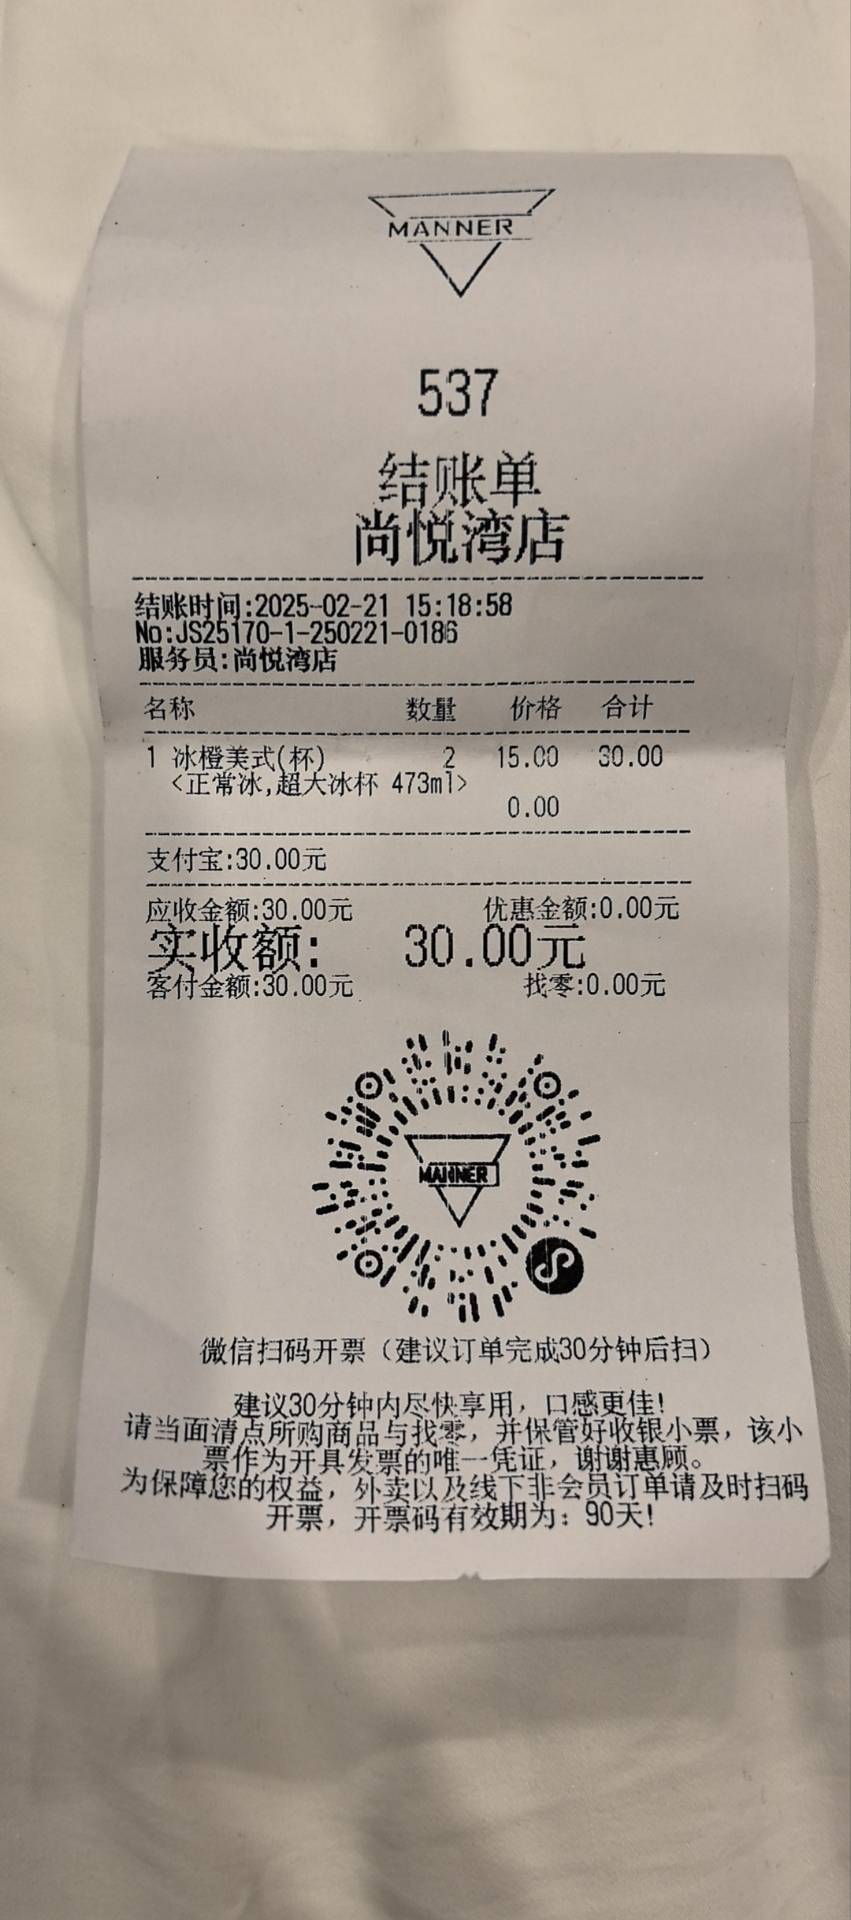 MANNER
537
结账单
尚悦湾店
结账时间:2025-02-21 15:18:58
No:JS25170-1-250221-0186
服务员:尚悦湾店
名称 数量 价格 合计
1 冰橙美式(杯) 2 15.00 30.00
<正常冰,超大冰杯 473ml>
0.00
支付宝:30.00元
应收金额:30.00元 优惠金额:0.00元
实收额: 30.00元
客付金额:30.00元 找零:0.00元
MANNER
微信扫码开票（建议订单完成30分钟后扫）
建议30分钟内尽快享用，口感更佳!
请当面清点所购商品与找零，并保管好收银小票，该小
票作为开具发票的唯一凭证，谢谢惠顾。
为保障您的权益，外卖以及线下非会员订单请及时扫码
开票，开票码有效期为：90天!